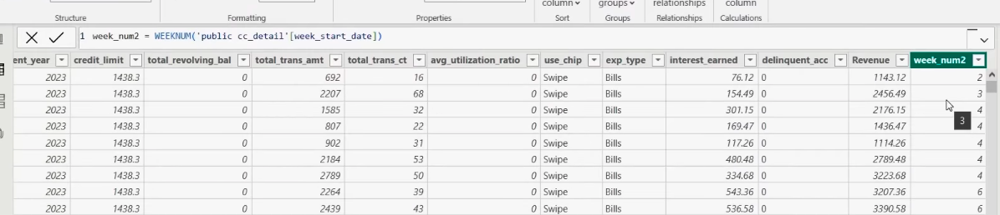 column groups relationships column
Structure Formatting Properties Sort Groups Relationships Calculations
1 week_num2 = WEEKNUM('public cc_detail'[week_start_date])
ent_year credit_limit total_revolving_bal total_trans_amt total_trans_ct avg_utilization_ratio use_chip exp_type interest_earned delinquent_acc Revenue week_num2
2023 1438.3 0 692 16 0 Swipe Bills 76.12 0 1143.12 2
2023 1438.3 0 2207 68 0 Swipe Bills 154.49 0 2456.49 3
2023 1438.3 0 1585 32 0 Swipe Bills 301.15 0 2176.15 4
2023 1438.3 0 807 22 0 Swipe Bills 169.47 0 1436.47 4
3
2023 1438.3 0 902 31 0 Swipe Bills 117.26 0 1114.26 4
2023 1438.3 0 2184 53 0 Swipe Bills 480.48 0 2789.48 4
2023 1438.3 0 2789 50 0 Swipe Bills 334.68 0 3223.68 4
2023 1438.3 0 2264 39 0 Swipe Bills 543.36 0 3207.36 6
2023 1438.3 0 2439 43 0 Swipe Bills 536.58 0 3390.58 6